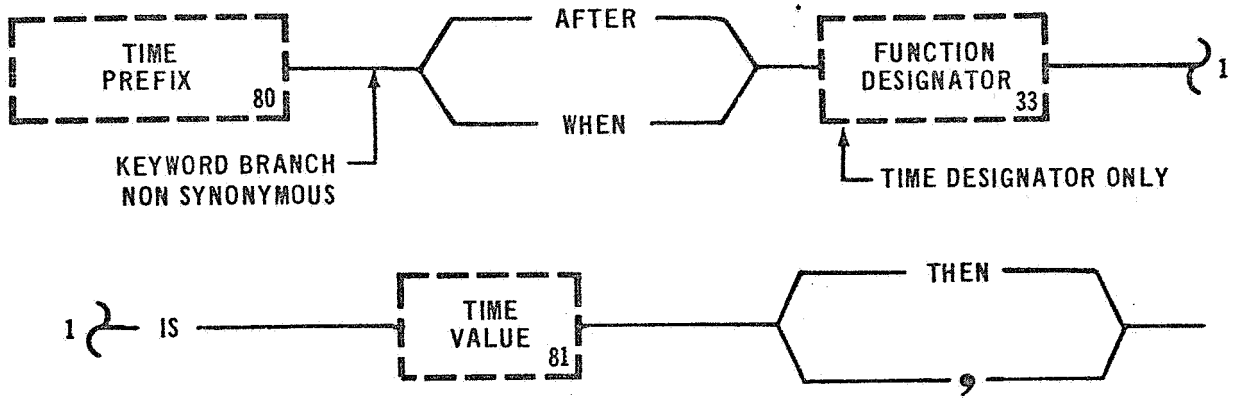 AFTER
TIME
PREFIX
80
FUNCTION
DESIGNATOR
33
1
WHEN
KEYWORD BRANCH
NON SYNONYMOUS
TIME DESIGNATOR ONLY
THEN
1
IS
TIME
VALUE
81
,